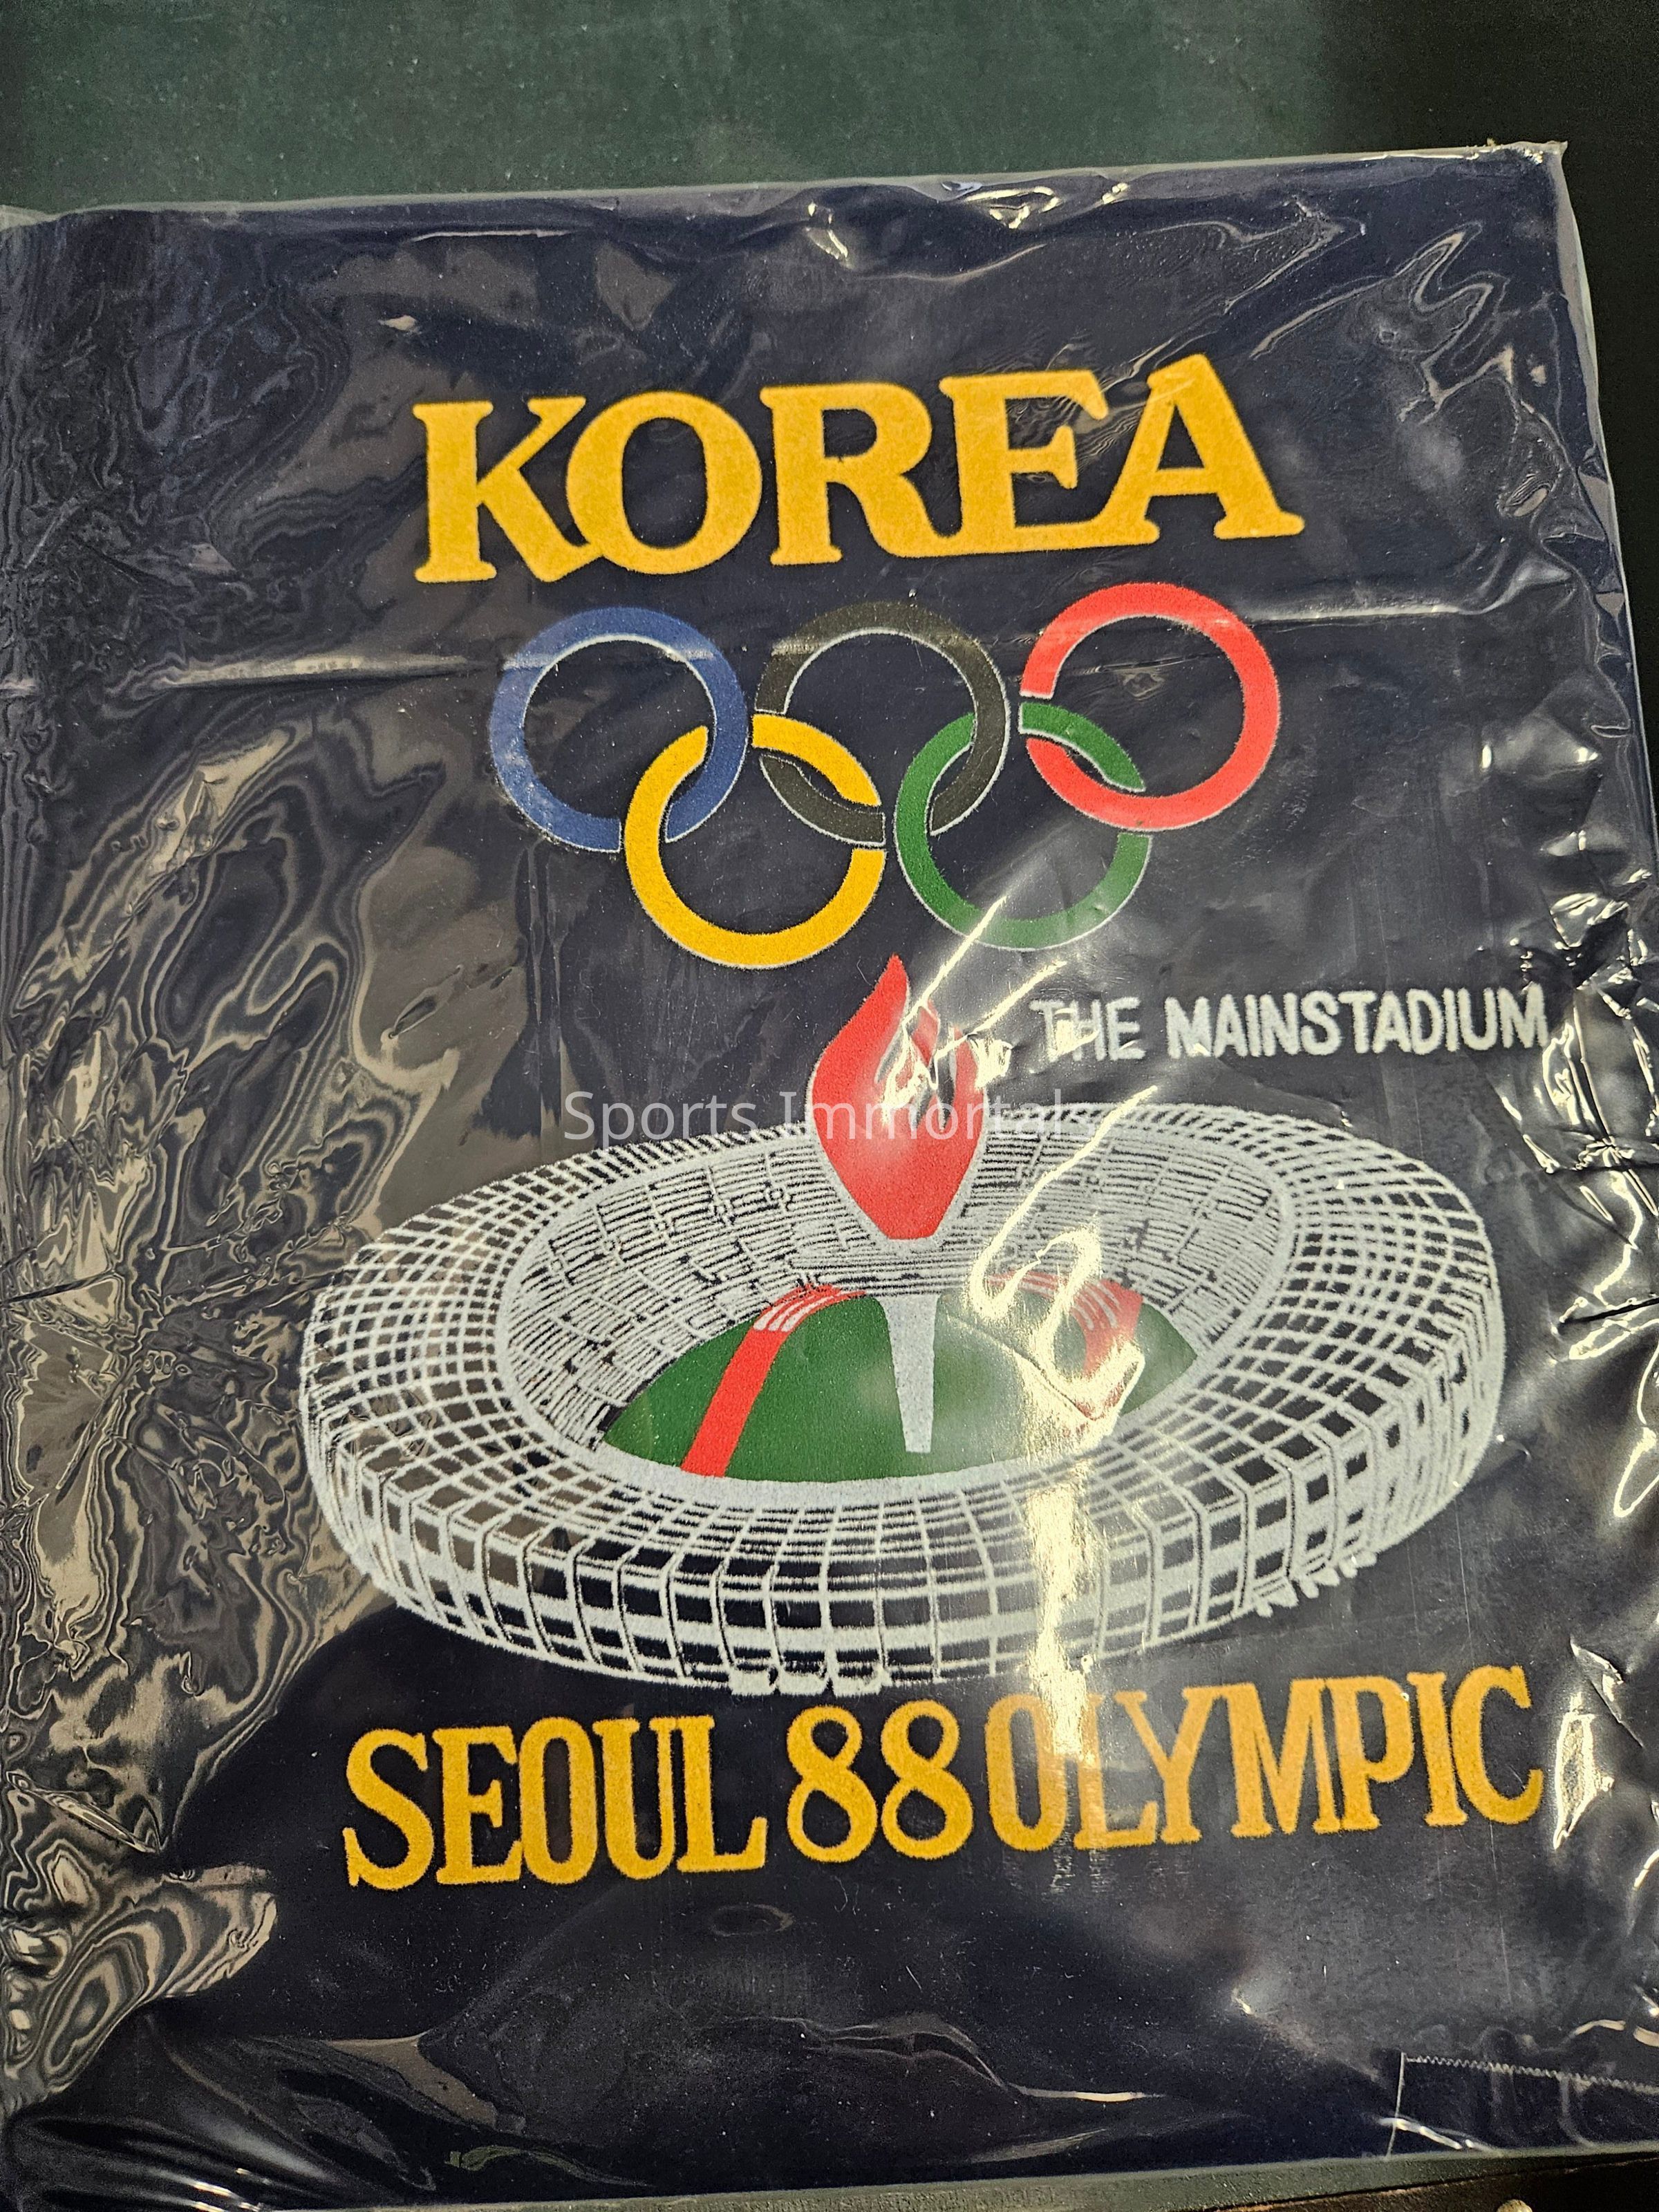 KOREA
THE MAINSTADIUM
Sports Immortals
SEOUL 88 OLYMPIC